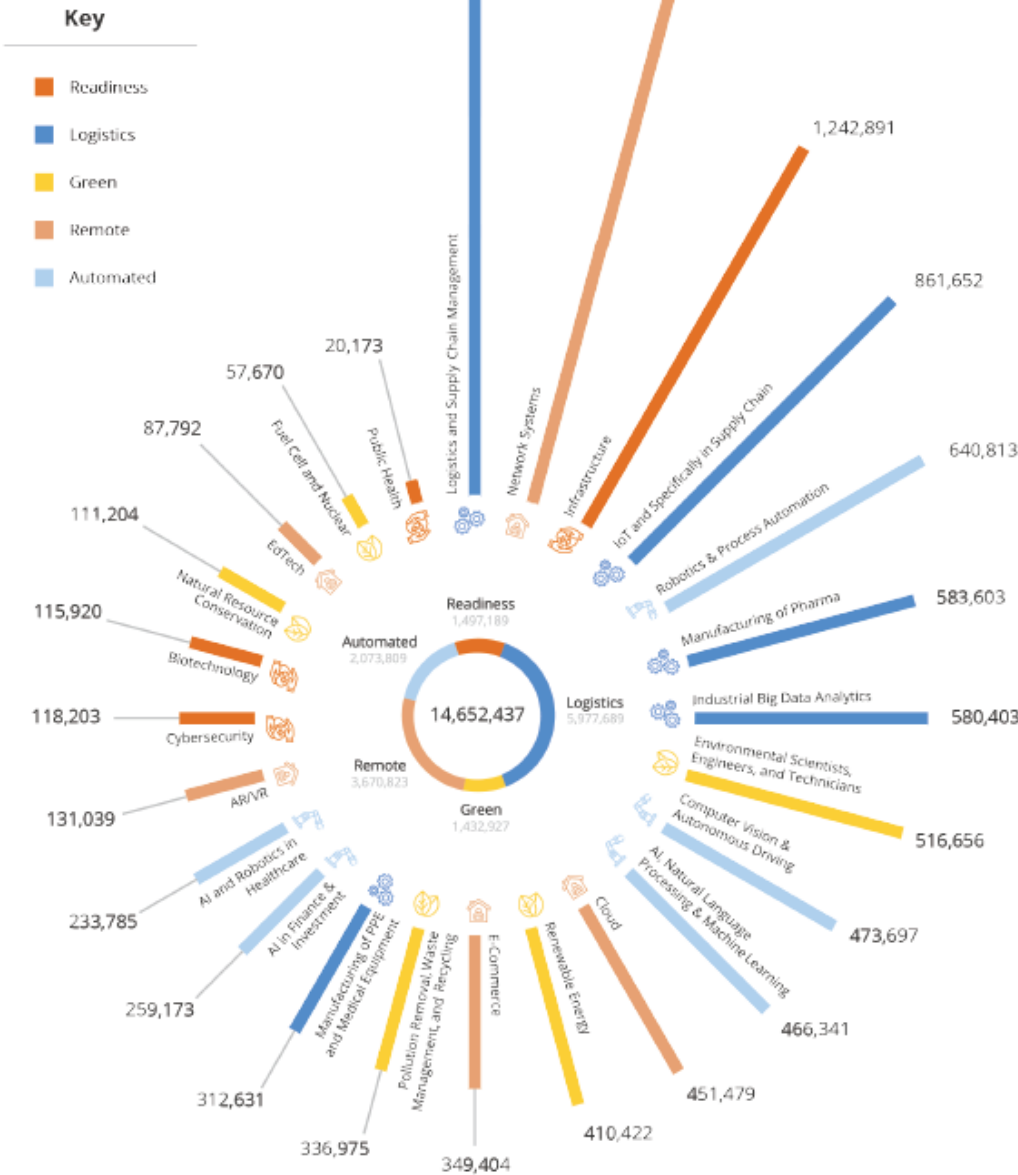 Key
Readiness
Logistics
Green
Remote
Automated
Logistics and Supply Chain Management
Network Systems
1,242,891
Infrastructure
861,652
IoT and Specifically in Supply Chain
640,813
Robotics & Process Automation
583,603
Manufacturing of Pharma
580,403
Industrial Big Data Analytics
516,656
Environmental Scientists,
Engineers, and Technicians
473,697
Computer Vision &
Autonomous Driving
466,341
AI, Natural Language
Processing & Machine Learning
451,479
Cloud
410,422
Renewable Energy
349,404
E-Commerce
336,975
Pollution Removal, Waste
Management, and Recycling
312,631
Manufacturing of PPE
and Medical Equipment
259,173
AI in Finance &
Investment
233,785
AI and Robotics in
Healthcare
131,039
AR/VR
118,203
Cybersecurity
115,920
Biotechnology
111,204
Natural Resource
Conservation
87,792
EdTech
57,670
Fuel Cell and Nuclear
20,173
Public Health
Readiness
1,497,189
Automated
2,073,809
Logistics
5,977,689
14,652,437
Remote
3,670,823
Green
1,432,927